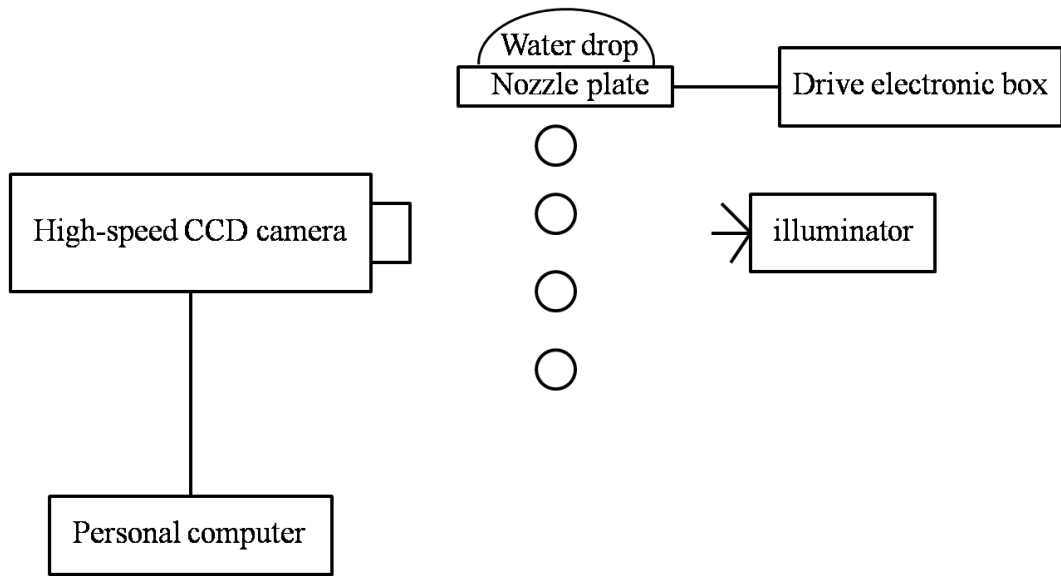 Water drop
Nozzle plate
Drive electronic box
High-speed CCD camera
illuminator
Personal computer